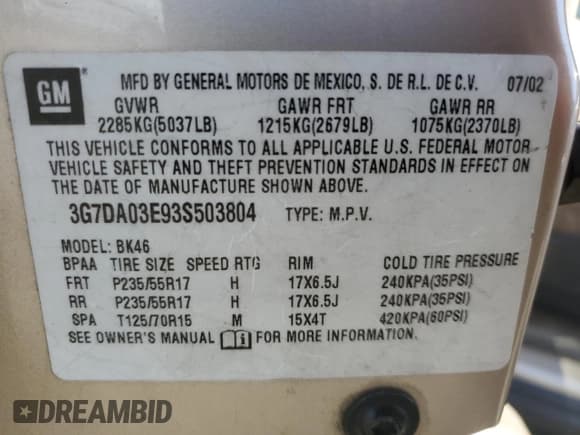 GM ®
MFD BY GENERAL MOTORS DE MEXICO, S. DE R.L. DE C.V. 07/02
GVWR GAWR FRT GAWR RR
2285KG(5037LB) 1215KG(2679LB) 1075KG(2370LB)
THIS VEHICLE CONFORMS TO ALL APPLICABLE U.S. FEDERAL MOTOR
VEHICLE SAFETY AND THEFT PREVENTION STANDARDS IN EFFECT ON
THE DATE OF MANUFACTURE SHOWN ABOVE.
3G7DA03E93S503804 TYPE: M.P.V.
MODEL: BK46
BPAA TIRE SIZE SPEED RTG RIM COLD TIRE PRESSURE
FRT P235/55R17 H 17X6.5J 240KPA(35PSI)
RR P235/55R17 H 17X6.5J 240KPA(35PSI)
SPA T125/70R15 M 15X4T 420KPA(60PSI)
SEE OWNER'S MANUAL FOR MORE INFORMATION.
DREAMBID